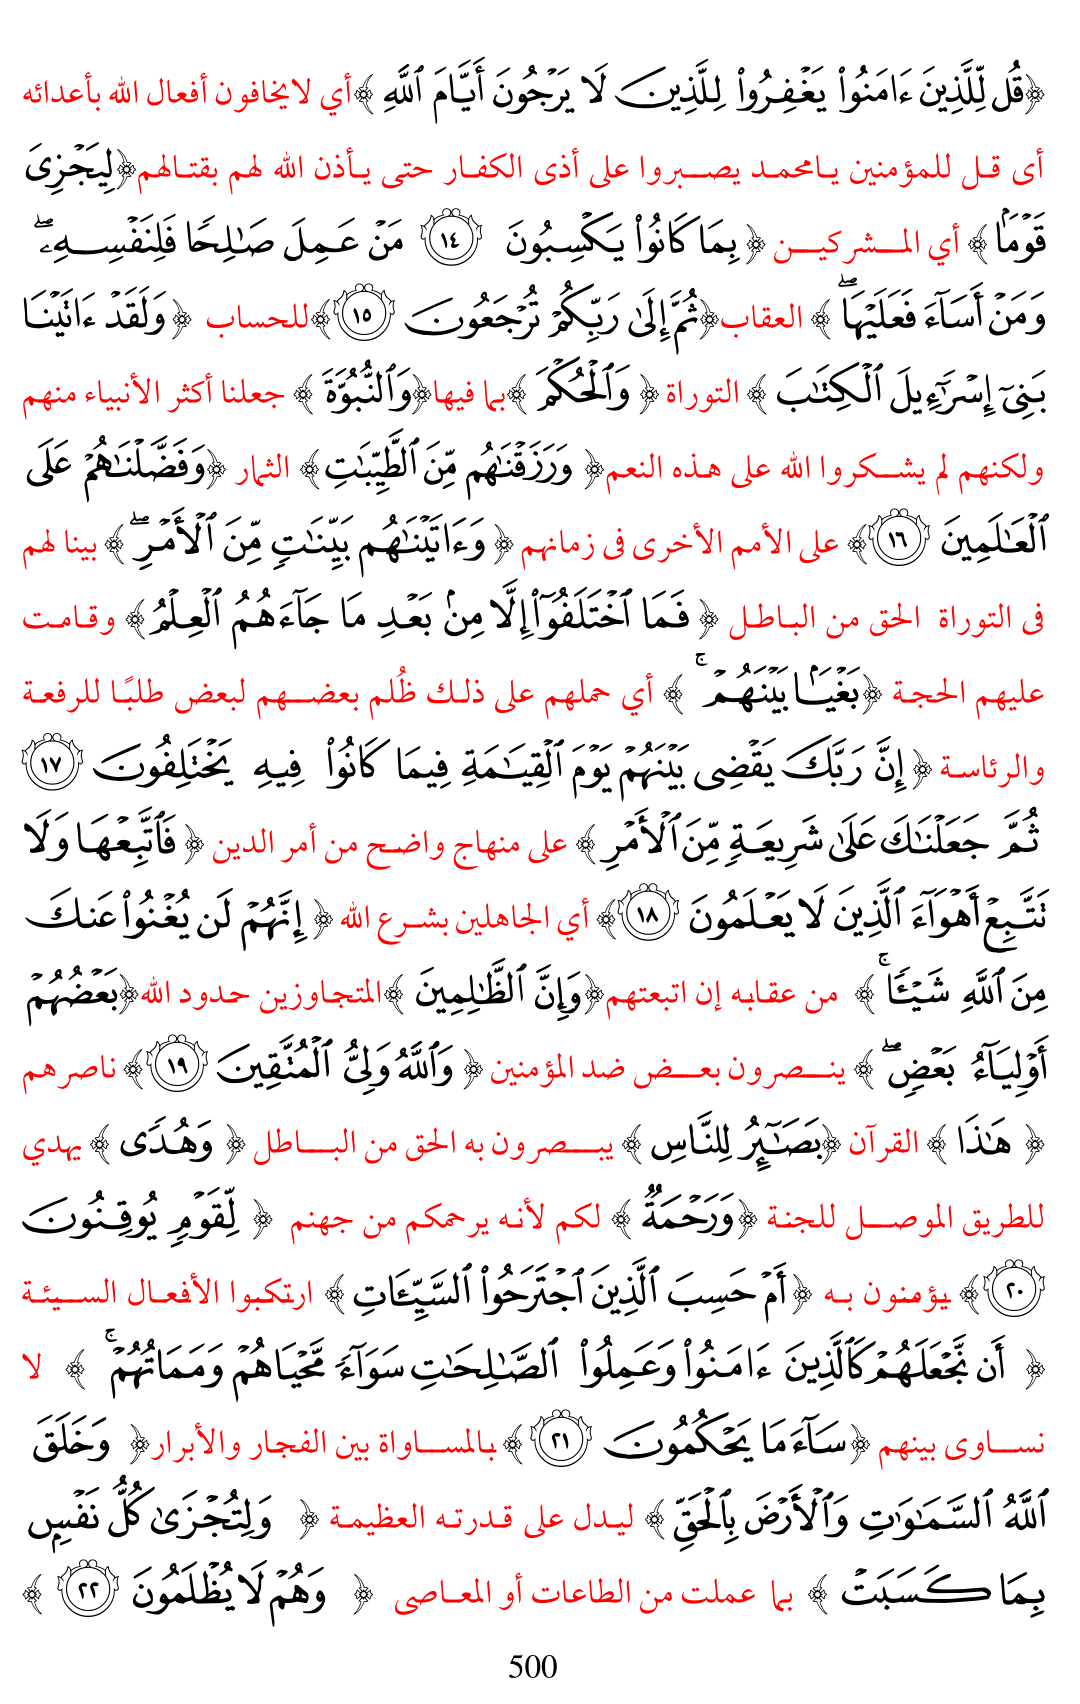 ﴿قُل لِّلَّذِينَ ءَامَنُوا۟ يَغْفِرُوا۟ لِلَّذِينَ لَا يَرْجُونَ أَيَّامَ ٱللَّهِ ﴾أي لايخافون أفعال الله بأعدائه
أى قل للمؤمنين يامحمد يصبروا على أذى الكفار حتى يأذن الله لهم بقتالهم﴿لِيَجْزِىَ
قَوْمَۢا﴾ أي المشركين ﴿ بِمَا كَانُوا۟ يَكْسِبُونَ ١٤ مَنْ عَمِلَ صَـٰلِحًا فَلِنَفْسِهِۦ ۖ
وَمَنْ أَسَآءَ فَعَلَيْهَا ۖ ﴾ العقاب﴿ثُمَّ إِلَىٰ رَبِّكُمْ تُرْجَعُونَ ١٥﴾للحساب ﴿ وَلَقَدْ ءَاتَيْنَا
بَنِىٓ إِسْرَٰٓءِيلَ ٱلْكِتَـٰبَ ﴾ التوراة ﴿ وَٱلْحُكْمَ ﴾بما فيها﴿وَٱلنُّبُوَّةَ ﴾ جعلنا أكثر الأنبياء منهم
ولكنهم لم يشكروا الله على هذه النعم﴿ وَرَزَقْنَـٰهُم مِّنَ ٱلطَّيِّبَـٰتِ ﴾ الثمار ﴿وَفَضَّلْنَـٰهُمْ عَلَى
ٱلْعَـٰلَمِينَ ١٦﴾ على الأمم الأخرى فى زمانهم ﴿ وَءَاتَيْنَـٰهُم بَيِّنَـٰتٍ مِّنَ ٱلْأَمْرِ ۖ ﴾ بينا لهم
فى التوراة الحق من الباطل ﴿ فَمَا ٱخْتَلَفُوٓا۟ إِلَّا مِنۢ بَعْدِ مَا جَآءَهُمُ ٱلْعِلْمُ﴾ وقامت
عليهم الحجة ﴿بَغْيًۢا بَيْنَهُمْ ۚ ﴾ أي حملهم على ذلك ظُلم بعضهم لبعض طلبًا للرفعة
والرئاسة ﴿ إِنَّ رَبَّكَ يَقْضِى بَيْنَهُمْ يَوْمَ ٱلْقِيَـٰمَةِ فِيمَا كَانُوا۟ فِيهِ يَخْتَلِفُونَ ١٧
ثُمَّ جَعَلْنَـٰكَ عَلَىٰ شَرِيعَةٍ مِّنَ ٱلْأَمْرِ ﴾ على منهاج واضح من أمر الدين ﴿ فَٱتَّبِعْهَا وَلَا
تَتَّبِعْ أَهْوَآءَ ٱلَّذِينَ لَا يَعْلَمُونَ ١٨﴾ أي الجاهلين بشرع الله ﴿ إِنَّهُمْ لَن يُغْنُوا۟ عَنكَ
مِنَ ٱللَّهِ شَيْـًٔا ۚ ﴾ من عقابه إن اتبعتهم﴿وَإِنَّ ٱلظَّـٰلِمِينَ ﴾المتجاوزين حدود الله﴿بَعْضُهُمْ
أَوْلِيَآءُ بَعْضٍ ۖ ﴾ ينصرون بعض ضد المؤمنين ﴿ وَٱللَّهُ وَلِىُّ ٱلْمُتَّقِينَ ١٩﴾ ناصرهم
﴿ هَـٰذَا ﴾ القرآن ﴿بَصَـٰٓئِرُ لِلنَّاسِ ﴾ يبصرون به الحق من الباطل ﴿ وَهُدًى ﴾ يهدي
للطريق الموصل للجنة ﴿وَرَحْمَةٌ ﴾ لكم لأنه يرحمكم من جهنم ﴿ لِّقَوْمٍ يُوقِنُونَ
٢٠﴾ يؤمنون به ﴿أَمْ حَسِبَ ٱلَّذِينَ ٱجْتَرَحُوا۟ ٱلسَّيِّـَٔاتِ﴾ ارتكبوا الأفعال السيئة
﴿ أَن نَّجْعَلَهُمْ كَٱلَّذِينَ ءَامَنُوا۟ وَعَمِلُوا۟ ٱلصَّـٰلِحَـٰتِ سَوَآءً مَّحْيَاهُمْ وَمَمَاتُهُمْ ۚ ﴾ لا
نساوى بينهم ﴿سَآءَ مَا يَحْكُمُونَ ٢١﴾ بالمساواة بين الفجار والأبرار﴿ وَخَلَقَ
ٱللَّهُ ٱلسَّمَـٰوَٰتِ وَٱلْأَرْضَ بِٱلْحَقِّ﴾ ليدل على قدرته العظيمة ﴿ وَلِتُجْزَىٰ كُلُّ نَفْسٍۭ
بِمَا كَسَبَتْ ﴾ بما عملت من الطاعات أو المعاصى ﴿ وَهُمْ لَا يُظْلَمُونَ ٢٢ ﴾
500